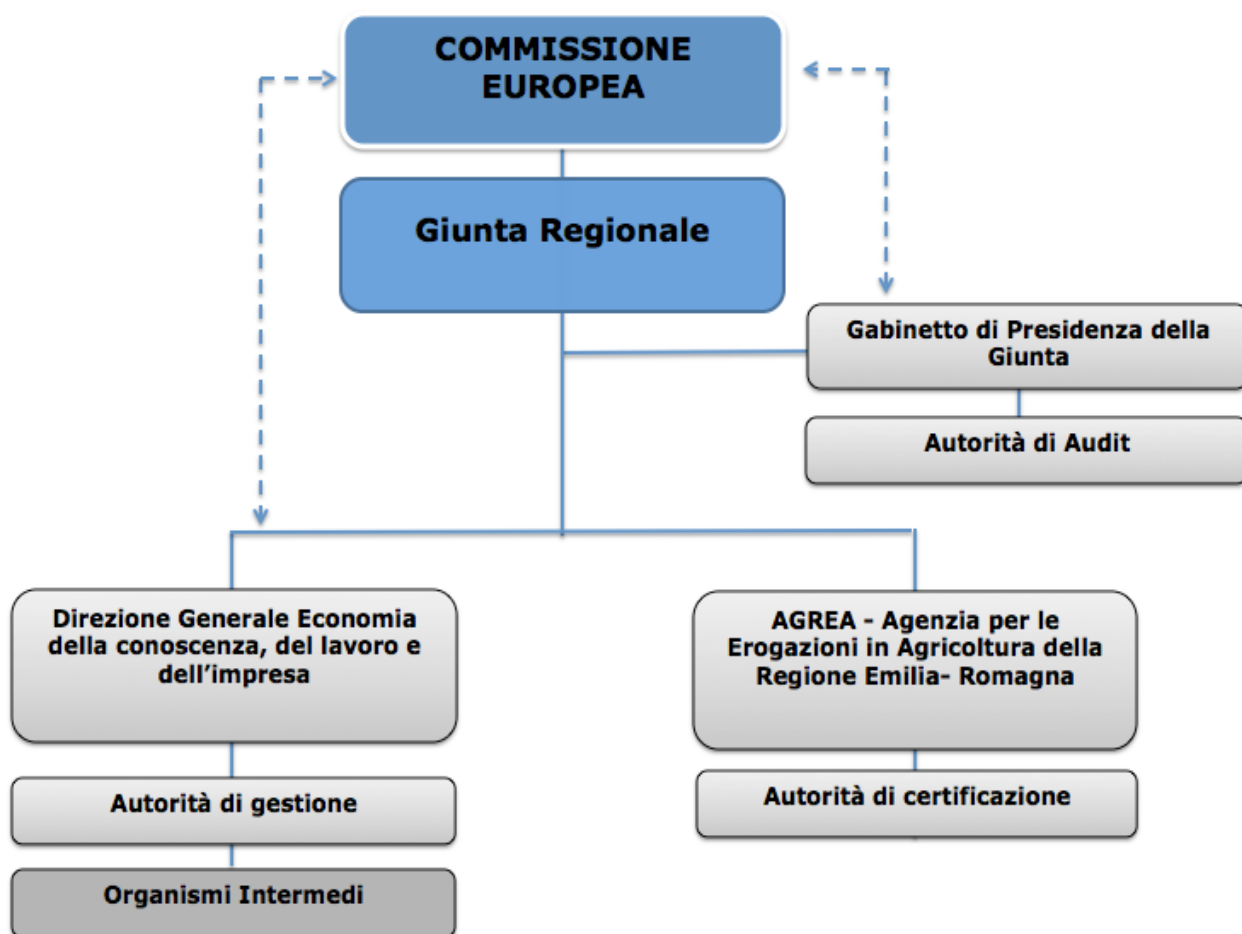 COMMISSIONE
EUROPEA
Giunta Regionale
Gabinetto di Presidenza della
Giunta
Autorità di Audit
Direzione Generale Economia
della conoscenza, del lavoro e
dell’impresa
AGREA - Agenzia per le
Erogazioni in Agricoltura della
Regione Emilia- Romagna
Autorità di gestione
Autorità di certificazione
Organismi Intermedi